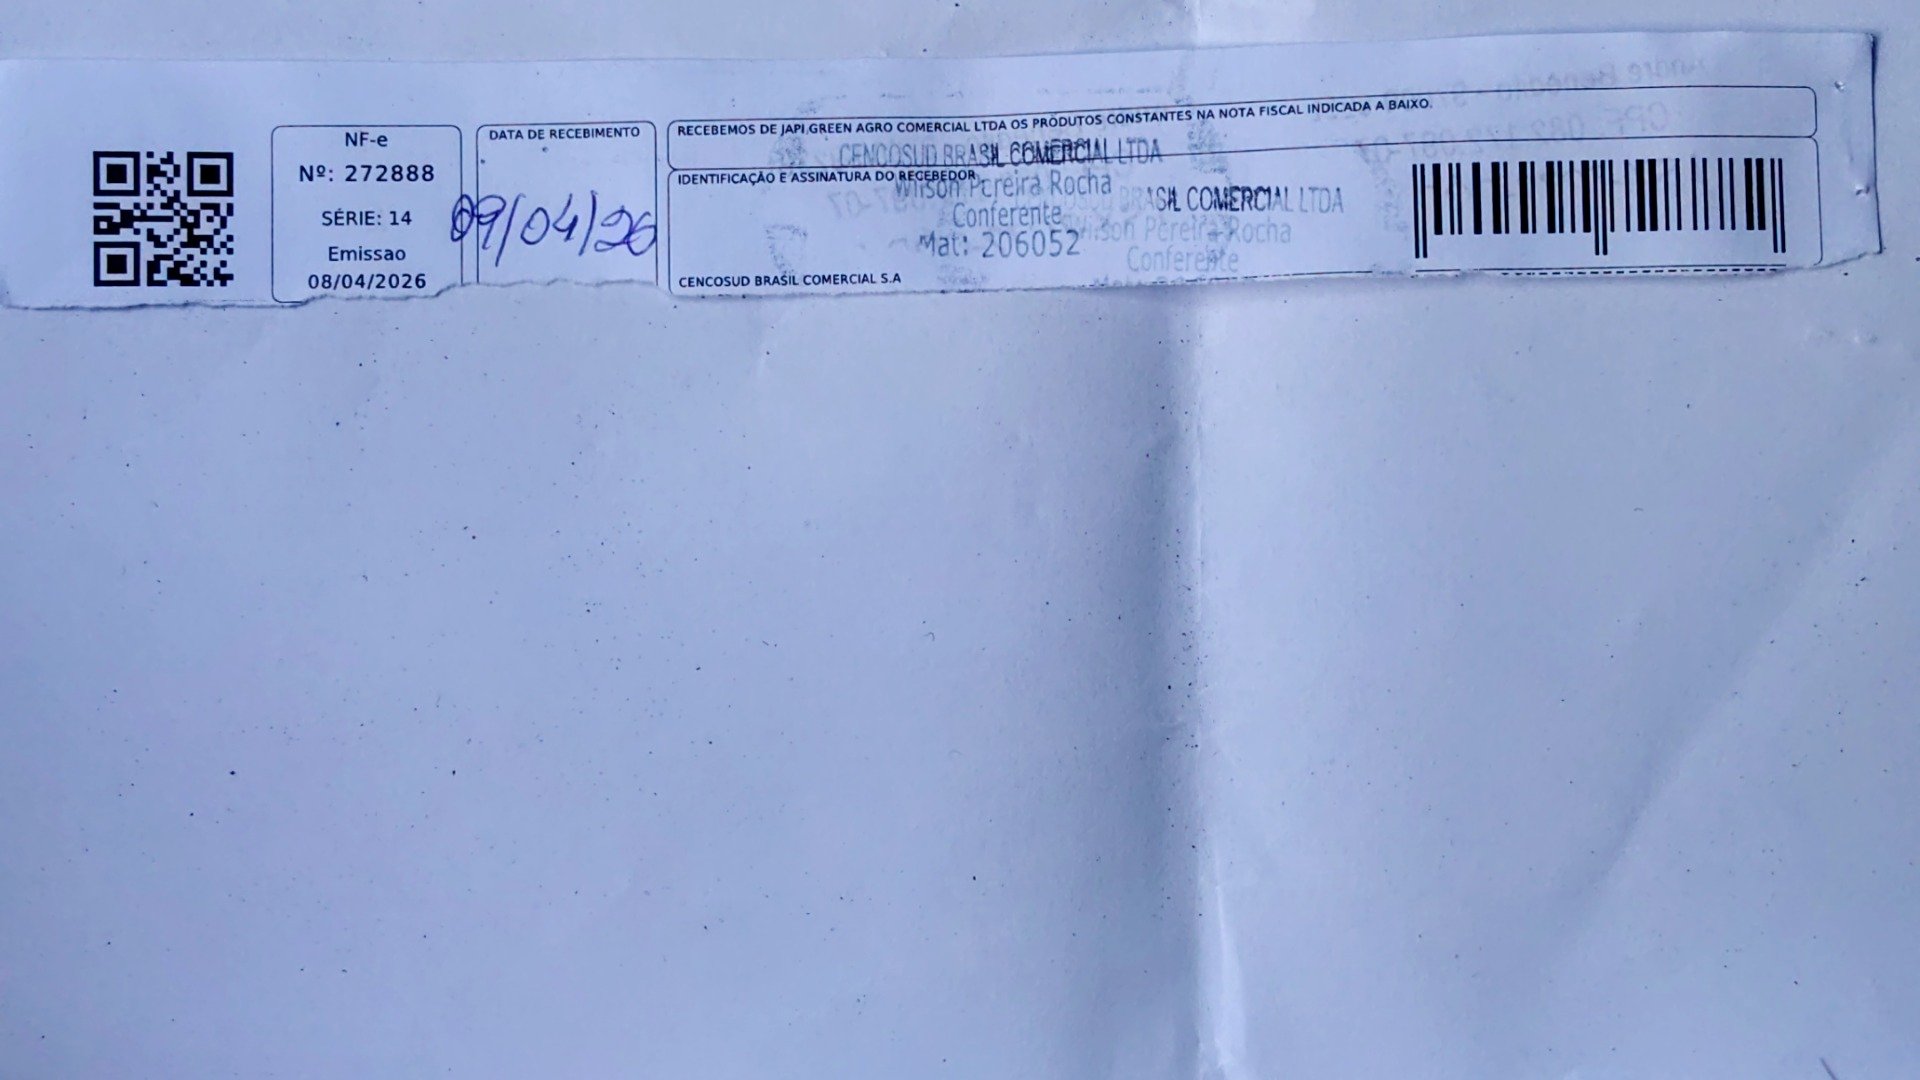 NF-e
Nº: 272888
SÉRIE: 14
Emissao
08/04/2026
DATA DE RECEBIMENTO
09/04/26
RECEBEMOS DE JAPI GREEN AGRO COMERCIAL LTDA OS PRODUTOS CONSTANTES NA NOTA FISCAL INDICADA A BAIXO.
CENCOSUD BRASIL COMERCIAL LTDA
IDENTIFICAÇÃO E ASSINATURA DO RECEBEDOR
Wilson Pereira Rocha
Conferente
Mat: 206052
BRASIL COMERCIAL LTDA
Wilson Pereira Rocha
Conferente
CENCOSUD BRASIL COMERCIAL S.A